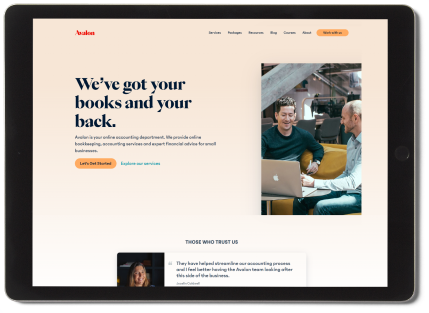 Avalon
Services Packages Resources Blog Courses About Work with us
We've got your
books and your
back.
Avalon is your online accounting department. We provide online
bookkeeping, accounting services and expert financial advice for small
businesses.
Let's Get Started Explore our services
THOSE WHO TRUST US
They have helped streamline our accounting process
and I feel better having the Avalon team looking after
this side of the business.